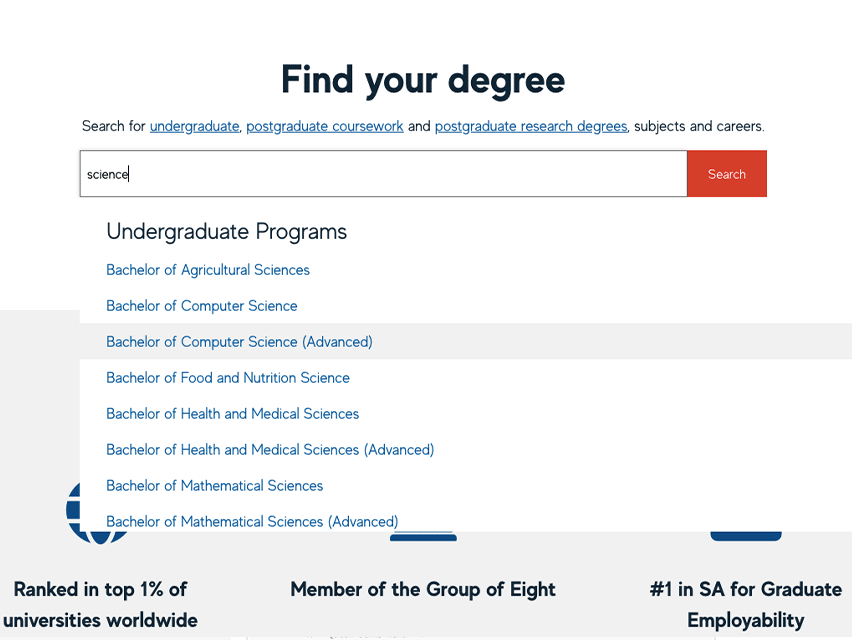 Find your degree
Search for undergraduate, postgraduate coursework and postgraduate research degrees, subjects and careers.
science
Search
Undergraduate Programs
Bachelor of Agricultural Sciences
Bachelor of Computer Science
Bachelor of Computer Science (Advanced)
Bachelor of Food and Nutrition Science
Bachelor of Health and Medical Sciences
Bachelor of Health and Medical Sciences (Advanced)
Bachelor of Mathematical Sciences
Bachelor of Mathematical Sciences (Advanced)
Ranked in top 1% of
universities worldwide
Member of the Group of Eight
#1 in SA for Graduate
Employability